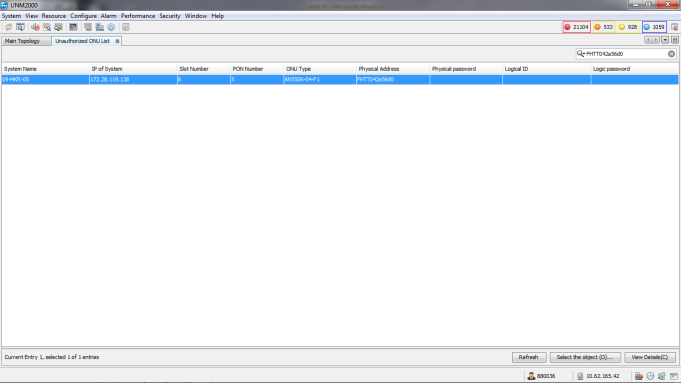 UNM2000
System View Resource Configure Alarm Performance Security Window Help
21104 533 928 1059
Main Topology Unauthorized ONU List
PHTT042a56d0
System Name IP of System Slot Number PON Number ONU Type Physical Address Physical password Logical ID Logic password
09-MKR-05 172.28.119.138 8 5 AN5506-04-F1 PHTT042a56d0
Current Entry 1, selected 1 of 1 entries
Refresh Select the object (O)... View Details(C)
880036 10.62.165.42